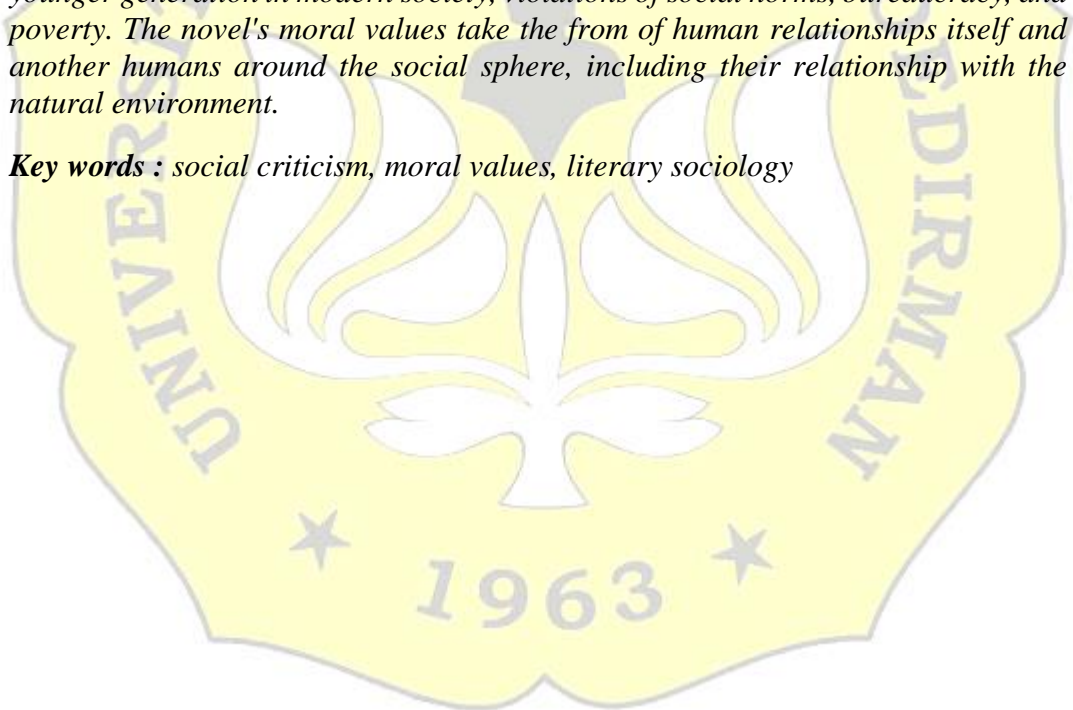 younger generation in modern society, violations of social norms, bureaucracy, and
poverty. The novel's moral values take the from of human relationships itself and
another humans around the social sphere, including their relationship with the
natural environment.
Key words : social criticism, moral values, literary sociology
UNIVERS
EDIRMAN
1963